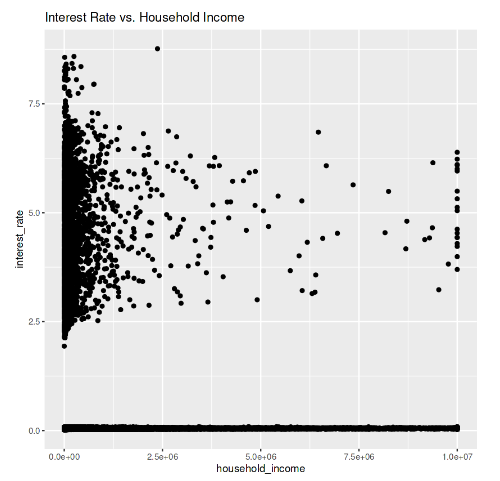 Interest Rate vs. Household Income
interest_rate
7.5
5.0
2.5
0.0
0.0e+00 2.5e+06 5.0e+06 7.5e+06 1.0e+07
household_income